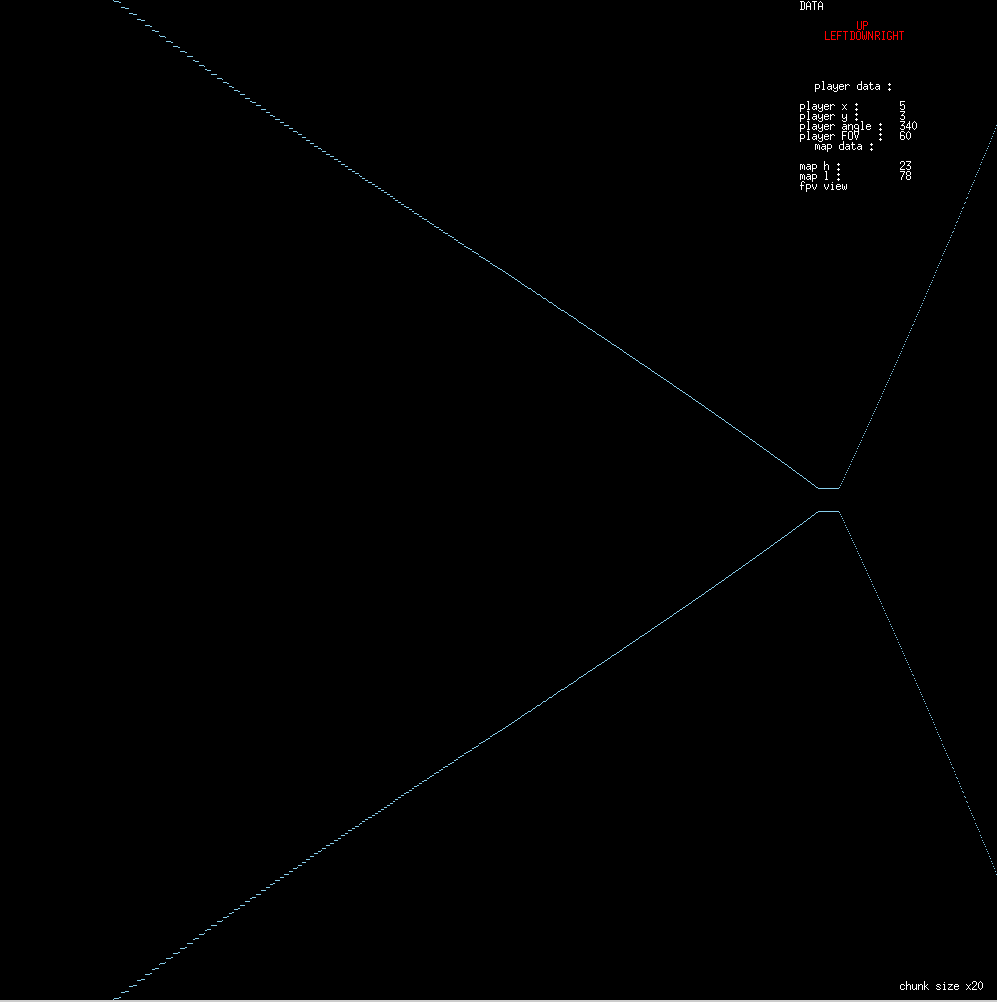 DATA
UP
LEFTDOWNRIGHT
player data :
player x : 5
player y : 3
player angle : 340
player FOV : 60
map data :
map h : 23
map l : 78
fpv view
chunk size x20